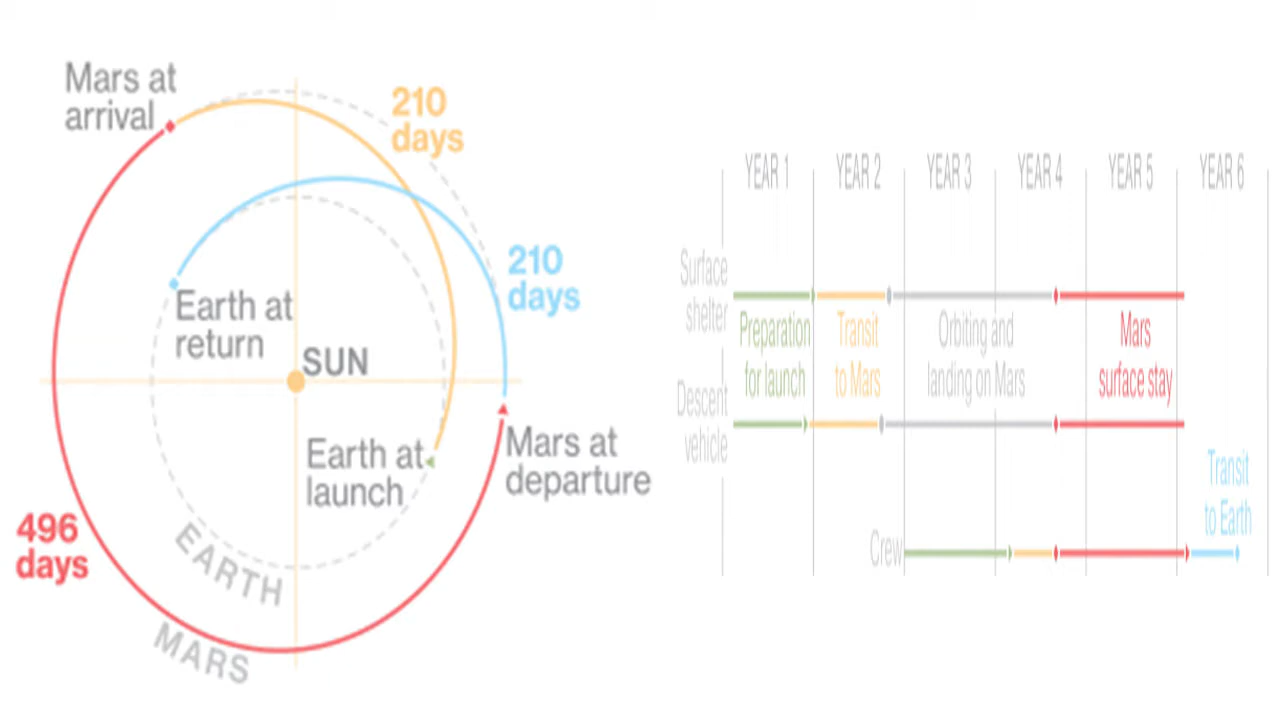 Mars at
arrival
210
days
210
days
Earth at
return
SUN
Earth at
launch
Mars at
departure
496
days
EARTH
MARS
YEAR 1
YEAR 2
YEAR 3
YEAR 4
YEAR 5
YEAR 6
Surface
shelter
Preparation
for launch
Transit
to Mars
Orbiting and
landing on Mars
Mars
surface stay
Descent
vehicle
Transit
to Earth
Crew